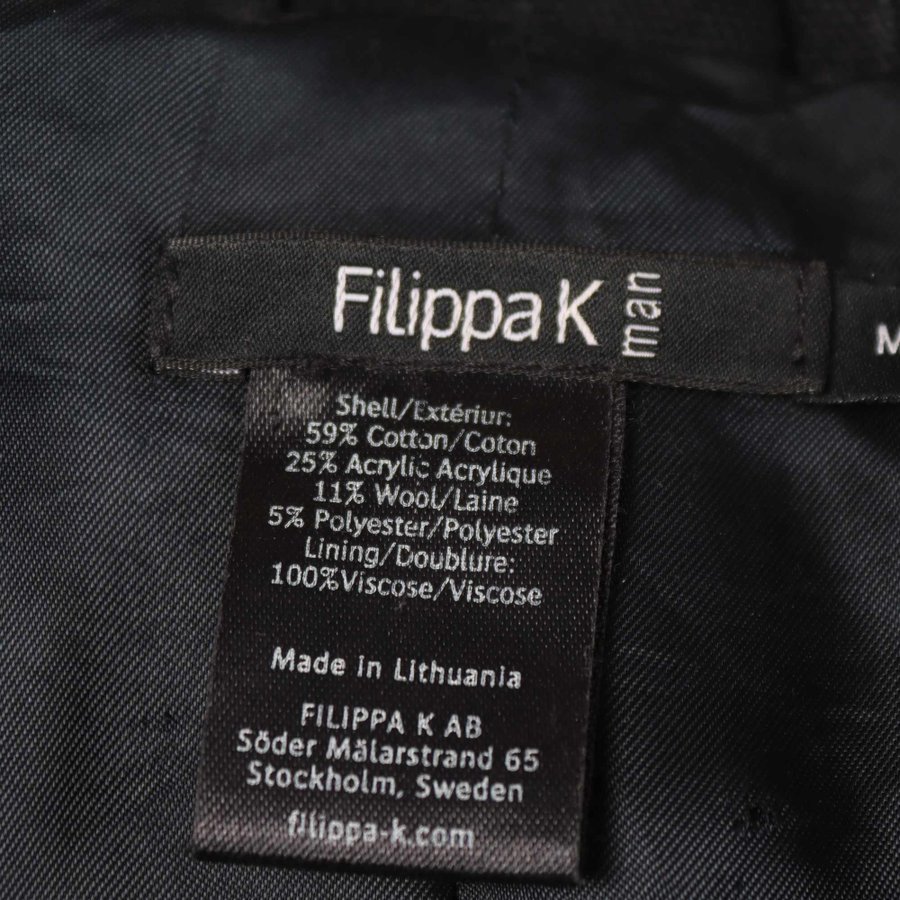 Filippa K man
M
Shell/Extériur:
59% Cotton/Coton
25% Acrylic Acrylique
11% Wool/Laine
5% Polyester/Polyester
Lining/Doublure:
100%Viscose/Viscose
Made in Lithuania
FILIPPA K AB
Söder Mälarstrand 65
Stockholm, Sweden
filippa-k.com